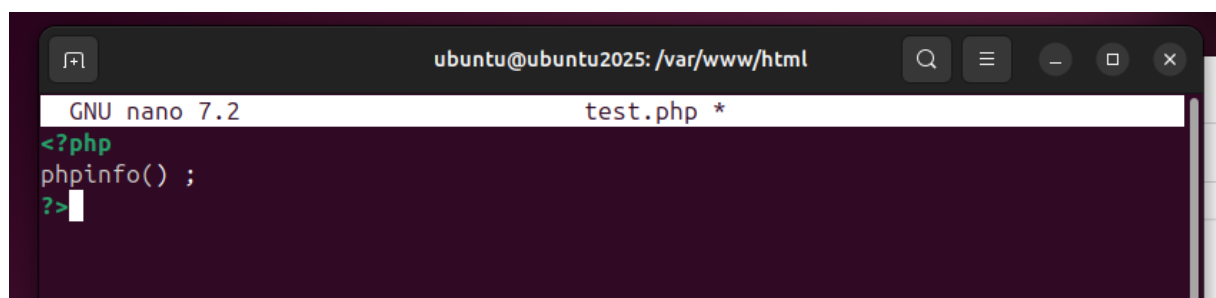 ubuntu@ubuntu2025: /var/www/html
GNU nano 7.2 test.php *
<?php
phpinfo() ;
?>